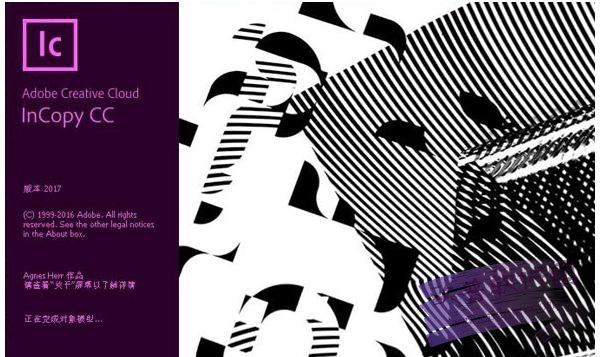 Ic
Adobe Creative Cloud
InCopy CC
版本 2017
(C) 1999-2016 Adobe. All rights
reserved. See the other legal notices
in the About box.
Agnes Herr 作品
请查看“关于”屏幕以了解详情
正在完成对象模型...